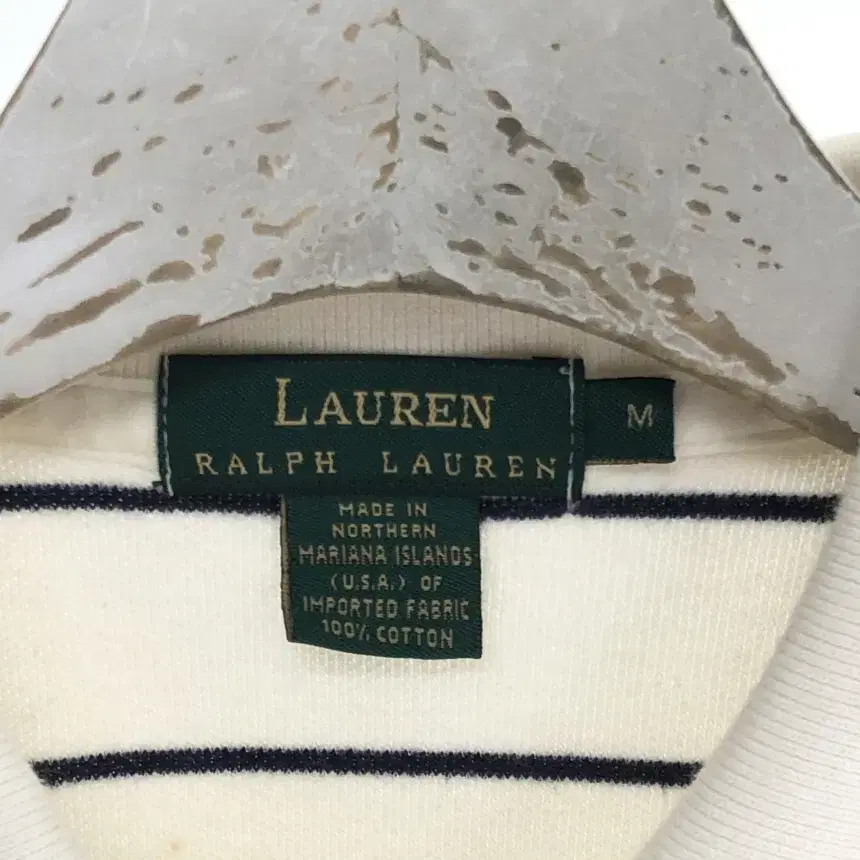 LAUREN
RALPH LAUREN
M
MADE IN
NORTHERN
MARIANA ISLANDS
(U.S.A.) OF
IMPORTED FABRIC
100% COTTON